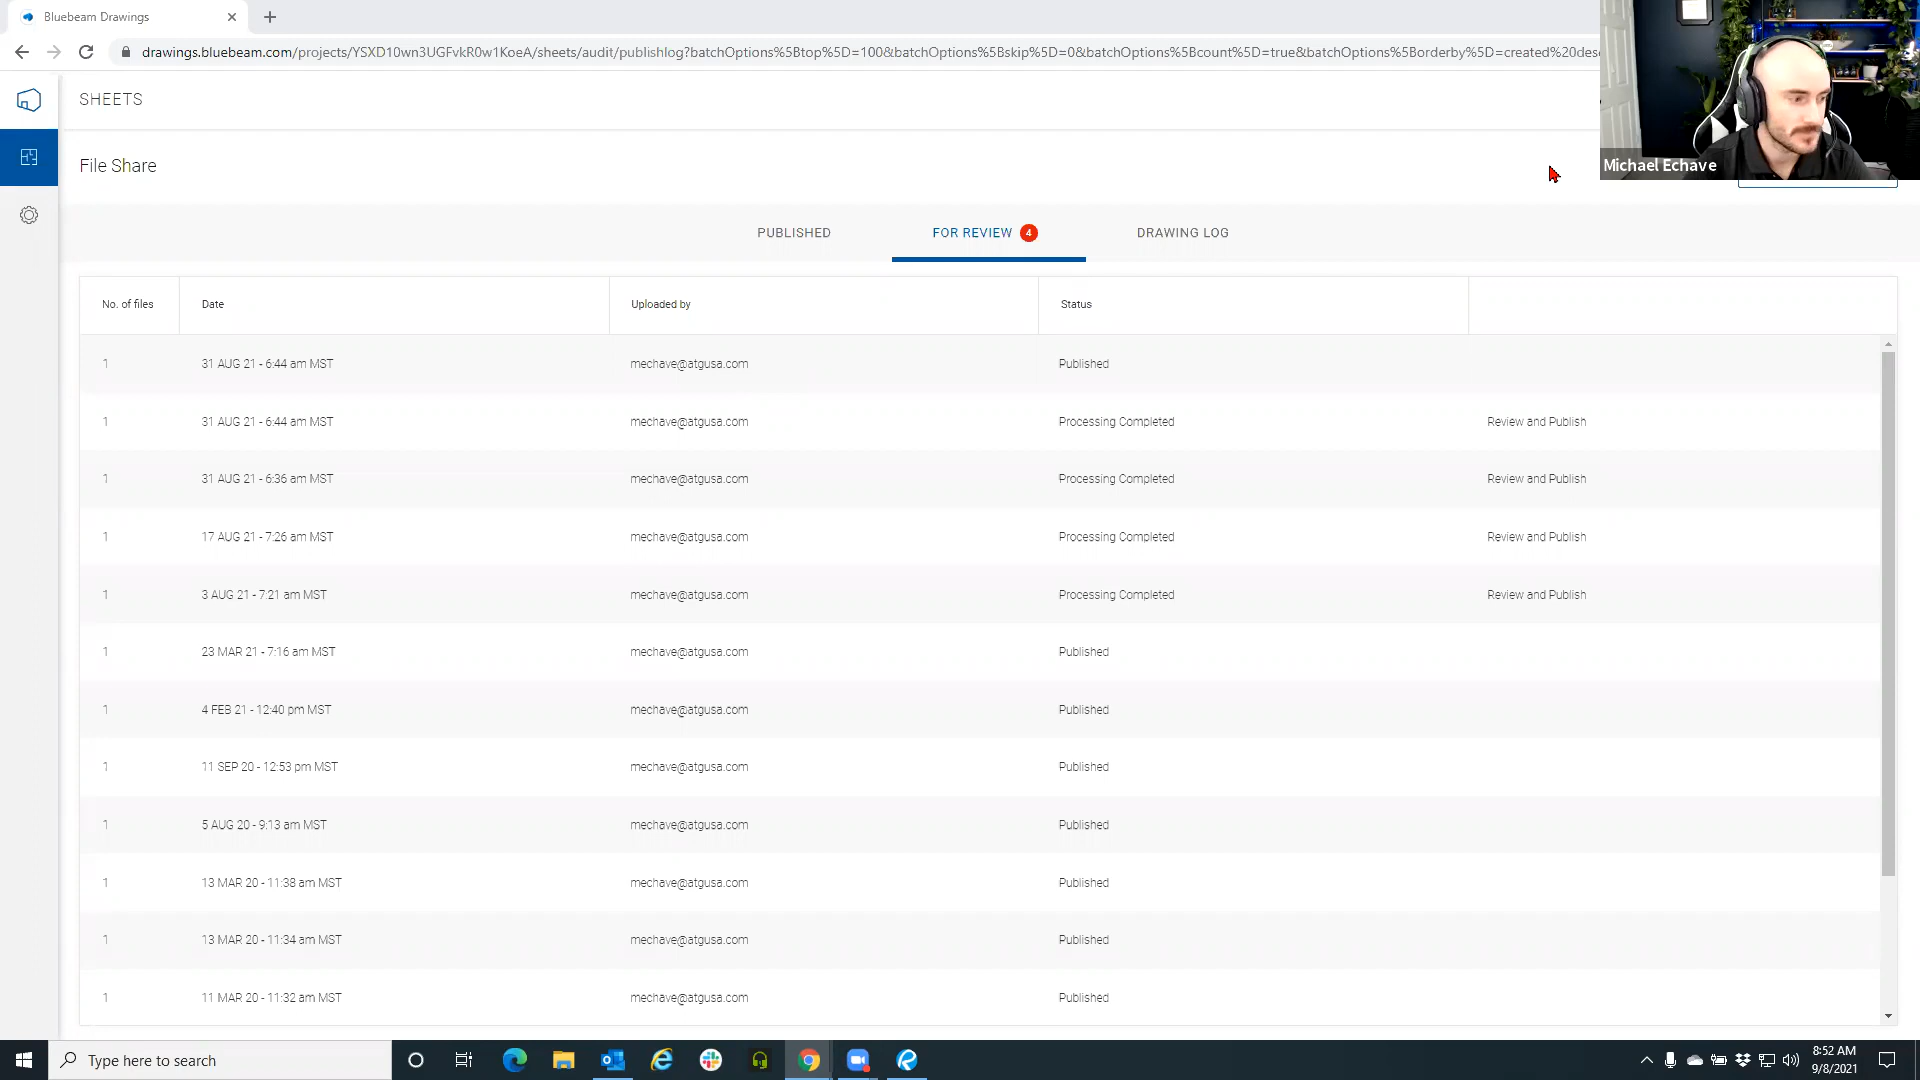 Bluebeam Drawings
drawings.bluebeam.com/projects/YSXD10wn3UGFvkR0w1KoeA/sheets/audit/publishlog?batchOptions%5Btop%5D=100&batchOptions%5Bskip%5D=0&batchOptions%5Bcount%5D=true&batchOptions%5Borderby%5D=created%20desc
SHEETS
File Share
Michael Echave
PUBLISHED FOR REVIEW 4 DRAWING LOG
No. of files Date Uploaded by Status
1 31 AUG 21 - 6:44 am MST mechave@atgusa.com Published
1 31 AUG 21 - 6:44 am MST mechave@atgusa.com Processing Completed Review and Publish
1 31 AUG 21 - 6:36 am MST mechave@atgusa.com Processing Completed Review and Publish
1 17 AUG 21 - 7:26 am MST mechave@atgusa.com Processing Completed Review and Publish
1 3 AUG 21 - 7:21 am MST mechave@atgusa.com Processing Completed Review and Publish
1 23 MAR 21 - 7:16 am MST mechave@atgusa.com Published
1 4 FEB 21 - 12:40 pm MST mechave@atgusa.com Published
1 11 SEP 20 - 12:53 pm MST mechave@atgusa.com Published
1 5 AUG 20 - 9:13 am MST mechave@atgusa.com Published
1 13 MAR 20 - 11:38 am MST mechave@atgusa.com Published
1 13 MAR 20 - 11:34 am MST mechave@atgusa.com Published
1 11 MAR 20 - 11:32 am MST mechave@atgusa.com Published
Type here to search
8:52 AM
9/8/2021